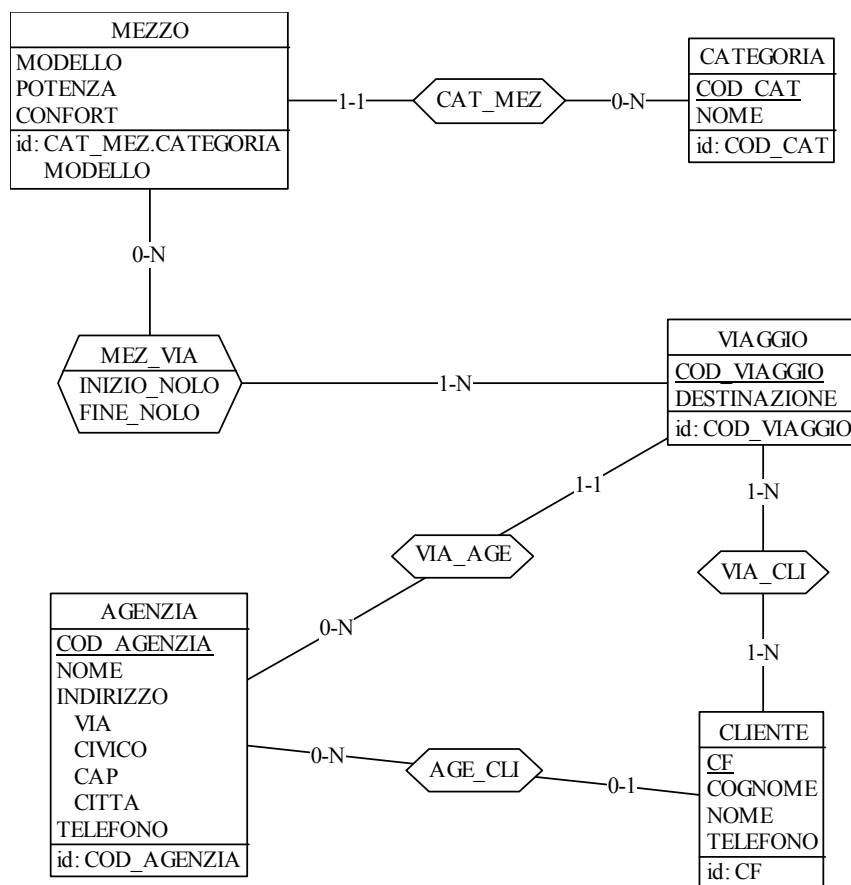 MEZZO
MODELLO
POTENZA
CONFORT
id: CAT_MEZ.CATEGORIA
MODELLO
1-1
CAT_MEZ
0-N
CATEGORIA
COD_CAT
NOME
id: COD_CAT
0-N
MEZ_VIA
INIZIO_NOLO
FINE_NOLO
1-N
VIAGGIO
COD_VIAGGIO
DESTINAZIONE
id: COD_VIAGGIO
1-1
VIA_AGE
0-N
1-N
VIA_CLI
1-N
AGENZIA
COD_AGENZIA
NOME
INDIRIZZO
VIA
CIVICO
CAP
CITTA
TELEFONO
id: COD_AGENZIA
0-N
AGE_CLI
0-1
CLIENTE
CF
COGNOME
NOME
TELEFONO
id: CF